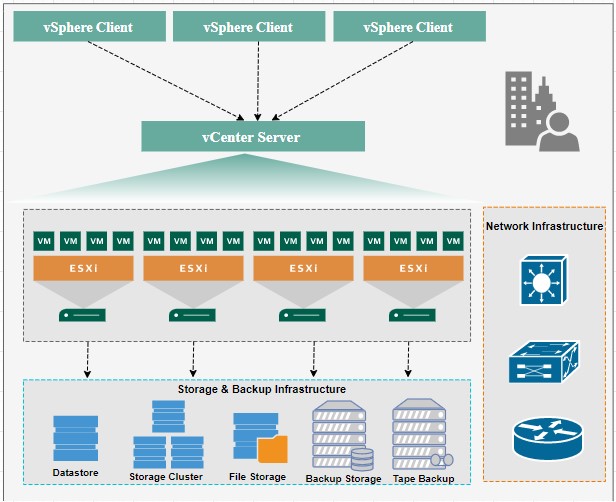 vSphere Client vSphere Client vSphere Client
vCenter Server
Network Infrastructure
VM VM VM VM VM VM VM VM VM VM VM VM VM VM VM VM
ESXi ESXi ESXi ESXi
Storage & Backup Infrastructure
Datastore Storage Cluster File Storage Backup Storage Tape Backup